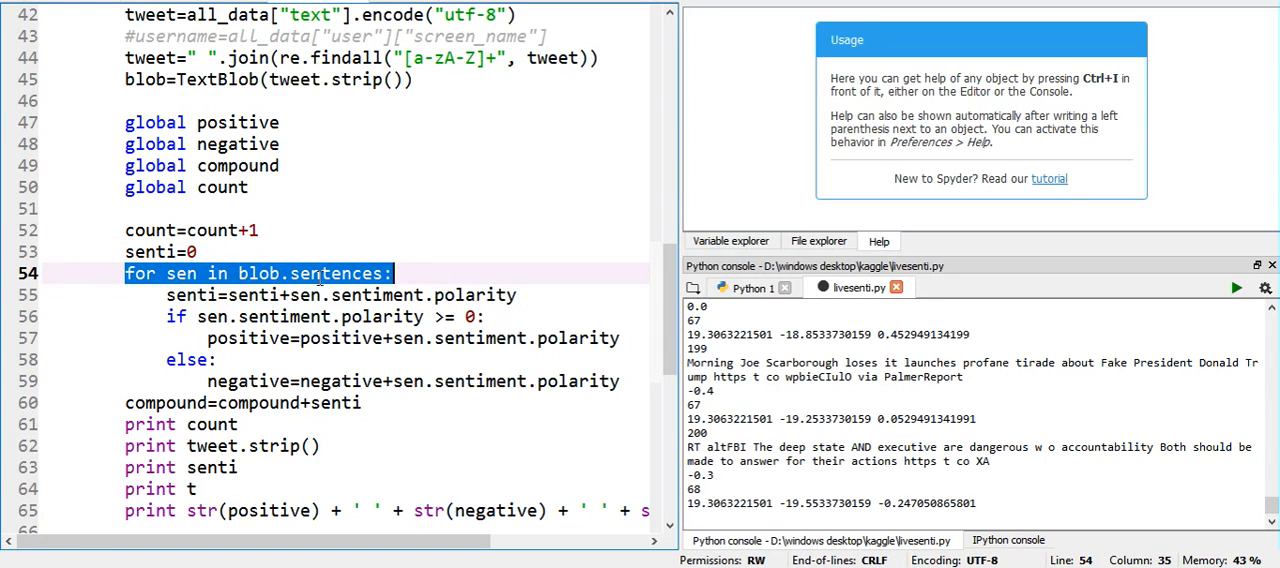 42 tweet=all_data["text"].encode("utf-8")
43 #username=all_data["user"]["screen_name"]
44 tweet=" ".join(re.findall("[a-zA-Z]+", tweet))
45 blob=TextBlob(tweet.strip())
46
47 global positive
48 global negative
49 global compound
50 global count
51
52 count=count+1
53 senti=0
54 for sen in blob.sentences:
55 senti=senti+sen.sentiment.polarity
56 if sen.sentiment.polarity >= 0:
57 positive=positive+sen.sentiment.polarity
58 else:
59 negative=negative+sen.sentiment.polarity
60 compound=compound+senti
61 print count
62 print tweet.strip()
63 print senti
64 print t
65 print str(positive) + ' ' + str(negative) + ' ' + s
66
Usage
Here you can get help of any object by pressing Ctrl+I in
front of it, either on the Editor or the Console.
Help can also be shown automatically after writing a left
parenthesis next to an object. You can activate this
behavior in Preferences > Help.
New to Spyder? Read our tutorial
Variable explorer File explorer Help
Python console - D:\windows desktop\kaggle\livesenti.py
Python 1 livesenti.py
0.0
67
19.3063221501 -18.8533730159 0.452949134199
199
Morning Joe Scarborough loses it launches profane tirade about Fake President Donald Tr
ump https t co wpbieCIulO via PalmerReport
-0.4
67
19.3063221501 -19.2533730159 0.0529491341991
200
RT altFBI The deep state AND executive are dangerous w o accountability Both should be
made to answer for their actions https t co XA
-0.3
68
19.3063221501 -19.5533730159 -0.247050865801
Python console - D:\windows desktop\kaggle\livesenti.py IPython console
Permissions: RW End-of-lines: CRLF Encoding: UTF-8 Line: 54 Column: 35 Memory: 43 %